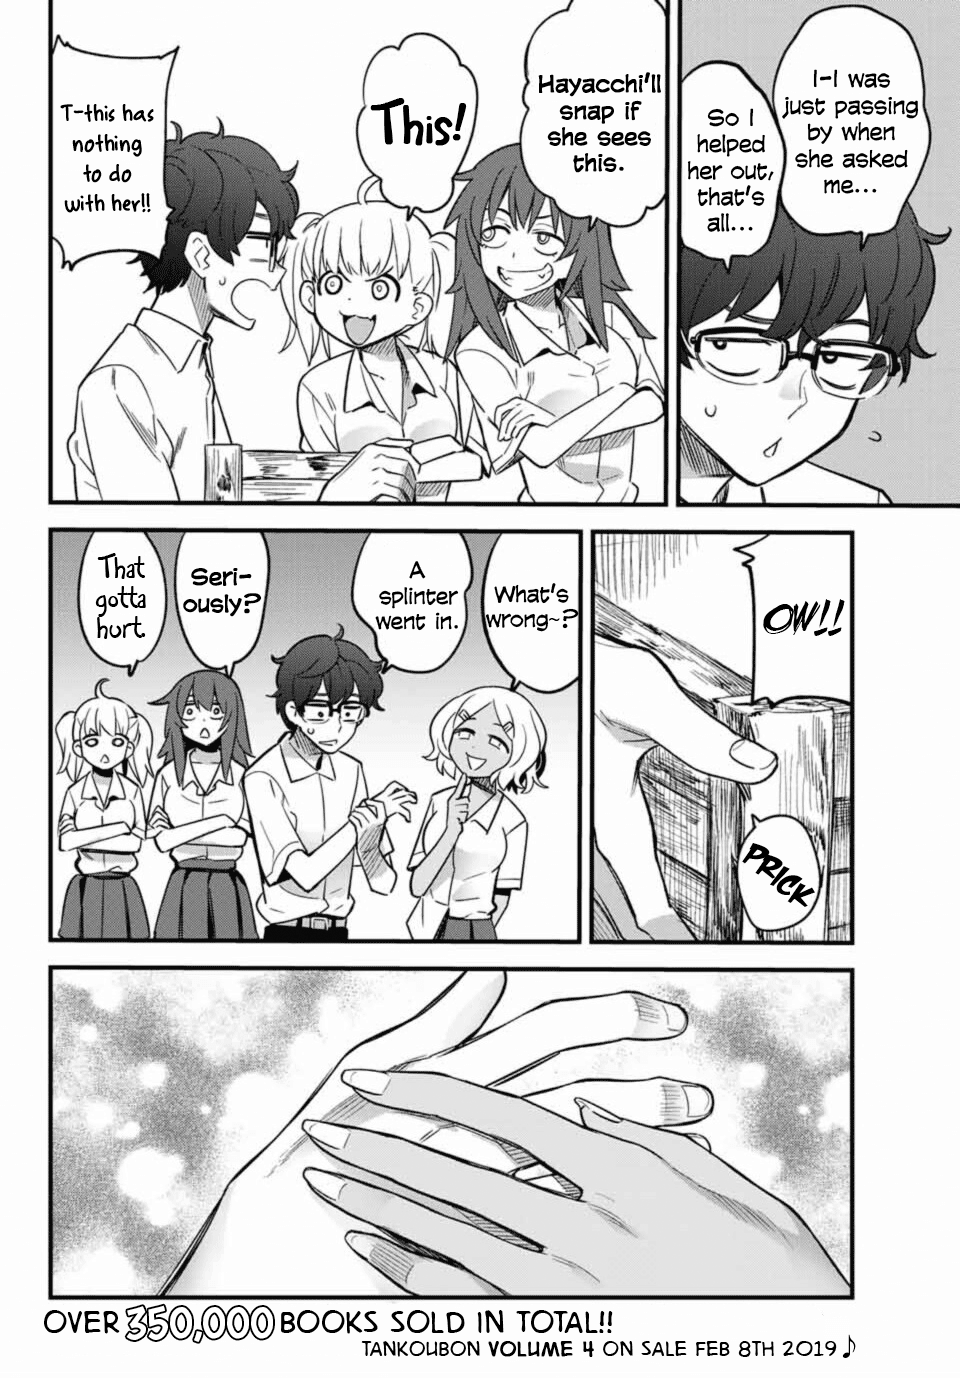 I-I was
just passing
by when
she asked
me...
So I
helped
her out,
that's
all...
Hayacchi'll
snap if
she sees
this.
This!
T-this has
nothing
to do
with her!!
OW!!
PRICK
What's
wrong~?
A
splinter
went in.
Seri-
ously?
That
gotta
hurt.
OVER 350,000 BOOKS SOLD IN TOTAL!!
TANKOUBON VOLUME 4 ON SALE FEB 8TH 2019♪